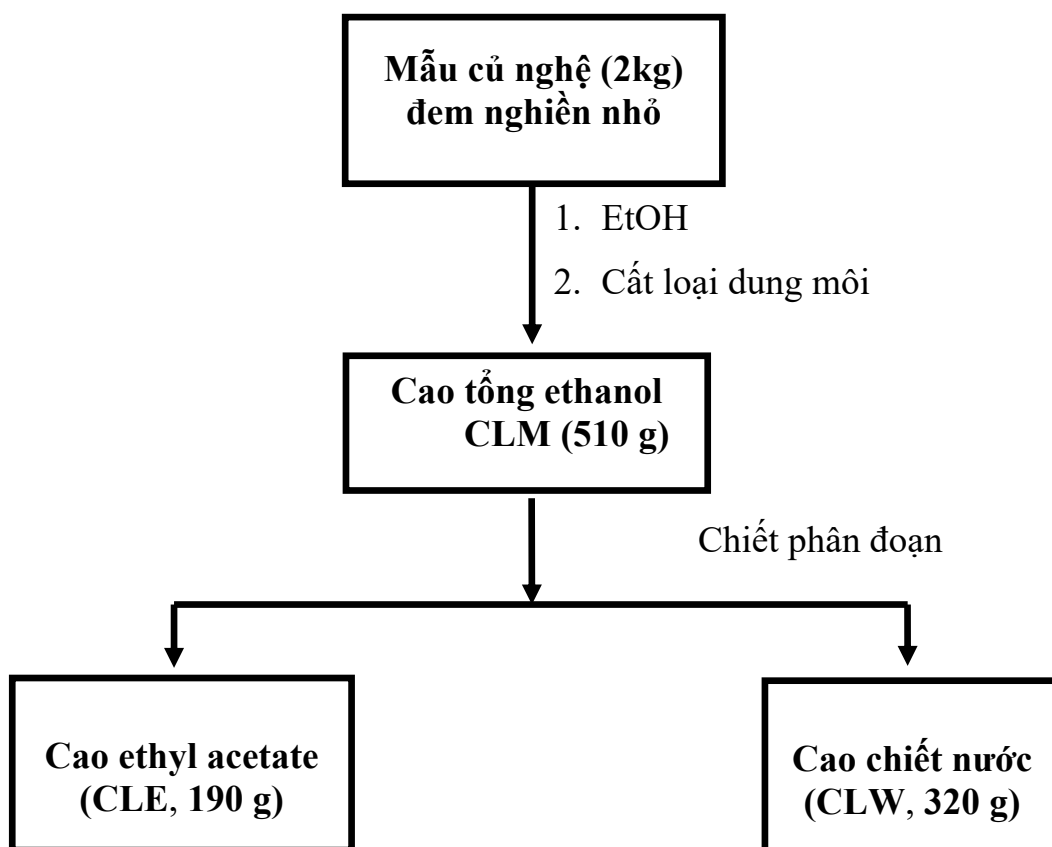 Mẫu củ nghệ (2kg)
đem nghiền nhỏ
1. EtOH
2. Cất loại dung môi
Cao tổng ethanol
CLM (510 g)
Chiết phân đoạn
Cao ethyl acetate
(CLE, 190 g)
Cao chiết nước
(CLW, 320 g)